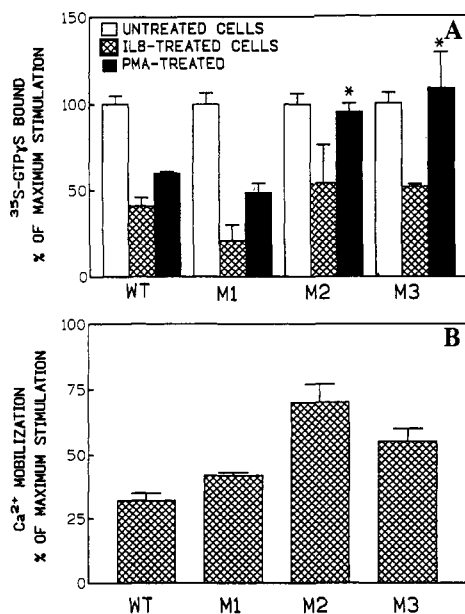 UNTREATED CELLS
IL8-TREATED CELLS
PMA-TREATED
A
³⁵S-GTPγS BOUND
% OF MAXIMUM STIMULATION
150
100
50
0
*
*
WT M1 M2 M3
B
Ca²⁺ MOBILIZATION
% OF MAXIMUM STIMULATION
100
75
50
25
0
WT M1 M2 M3